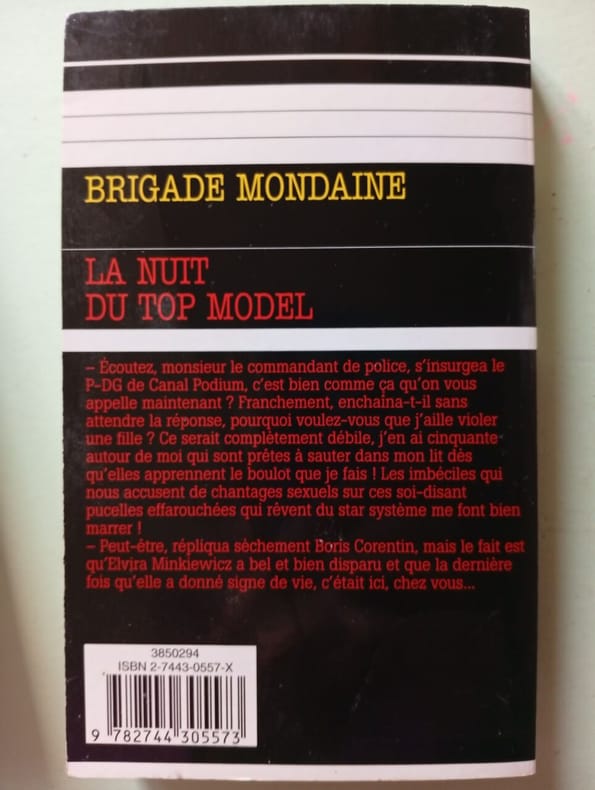 BRIGADE MONDAINE
LA NUIT
DU TOP MODEL
– Écoutez, monsieur le commandant de police, s'insurgea le
P-DG de Canal Podium, c'est bien comme ça qu'on vous
appelle maintenant ? Franchement, enchaîna-t-il sans
attendre la réponse, pourquoi voulez-vous que j'aille violer
une fille ? Ce serait complètement débile, j'en ai cinquante
autour de moi qui sont prêtes à sauter dans mon lit dès
qu'elles apprennent le boulot que je fais ! Les imbéciles qui
nous accusent de chantages sexuels sur ces soi-disant
pucelles effarouchées qui rêvent du star système me font bien
marrer !
– Peut-être, répliqua sèchement Boris Corentin, mais le fait est
qu'Elvira Minkiewicz a bel et bien disparu et que la dernière
fois qu'elle a donné signe de vie, c'était ici, chez vous...
3850294
ISBN 2-7443-0557-X
9 782744 305573